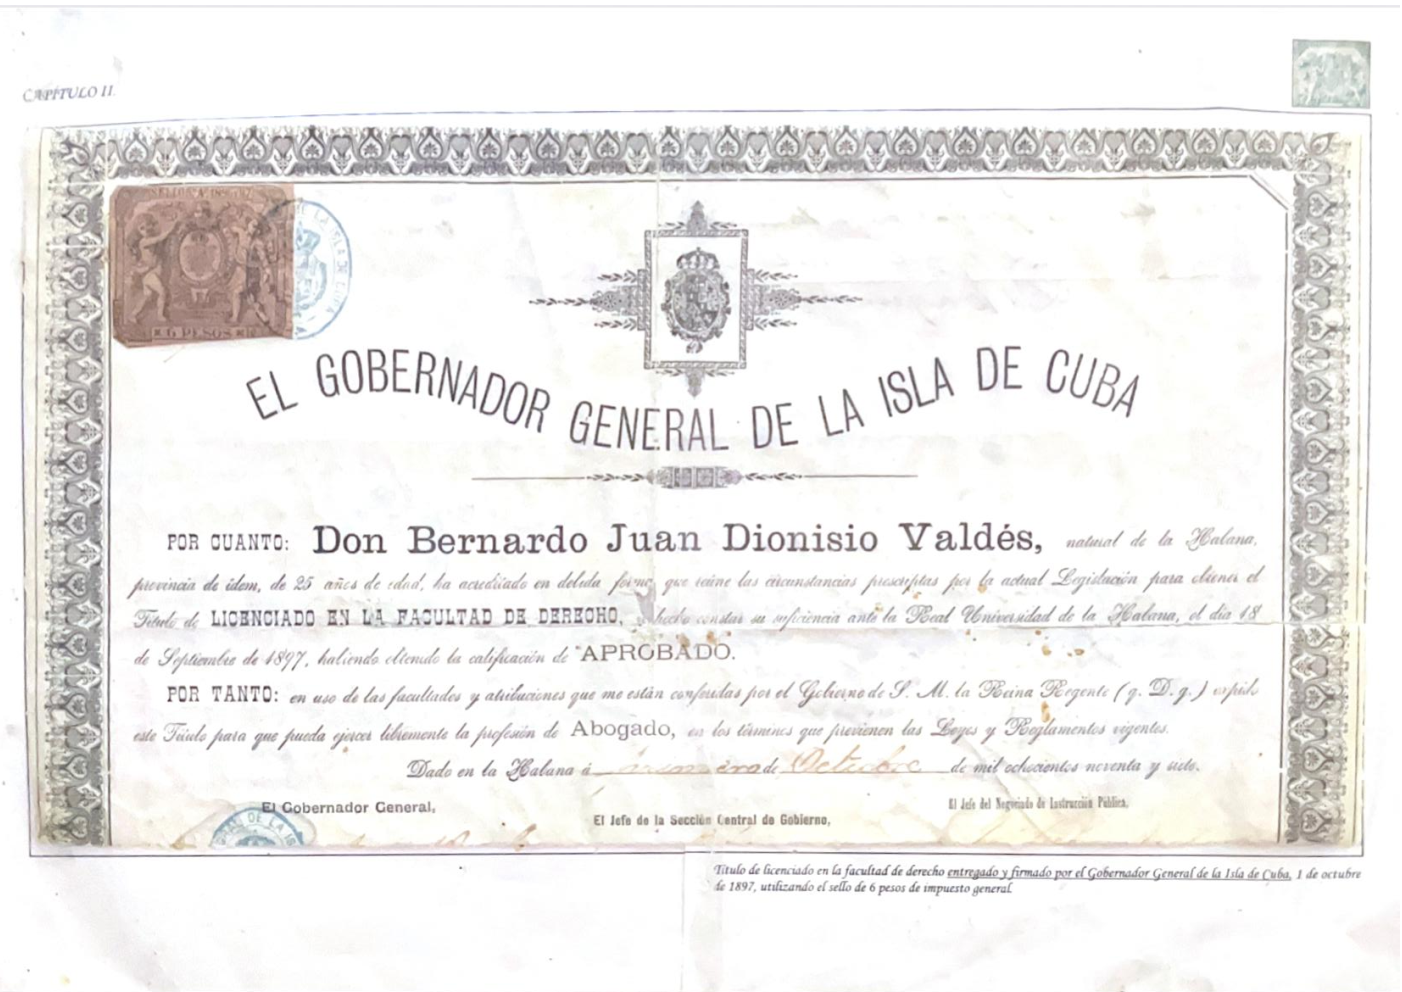 CAPÍTULO II.
6 PESOS
EL GOBERNADOR GENERAL DE LA ISLA DE CUBA
POR CUANTO: Don Bernardo Juan Dionisio Valdés, natural de la Habana,
provincia de idem, de 25 años de edad, ha acreditado en debida forma que reúne las circunstancias prescriptas por la actual Legislación para obtener el
Título de LICENCIADO EN LA FACULTAD DE DERECHO, y hecho constar su suficiencia ante la Real Universidad de la Habana, el día 18
de Septiembre de 1897, habiendo obtenido la calificación de APROBADO.
POR TANTO: en uso de las facultades y atribuciones que me están conferidas por el Gobierno de S. M. la Reina Regente (q. D. g.) expido
este Título para que pueda ejercer libremente la profesión de Abogado, en los términos que previenen las Leyes y Reglamentos vigentes.
Dado en la Habana á primero de Octubre de mil ochocientos noventa y siete.
El Gobernador General,
El Jefe de la Sección Central de Gobierno,
El Jefe del Negociado de Instrucción Pública,
DE LA IS
Título de licenciado en la facultad de derecho entregado y firmado por el Gobernador General de la Isla de Cuba, 1 de octubre
de 1897, utilizando el sello de 6 pesos de impuesto general